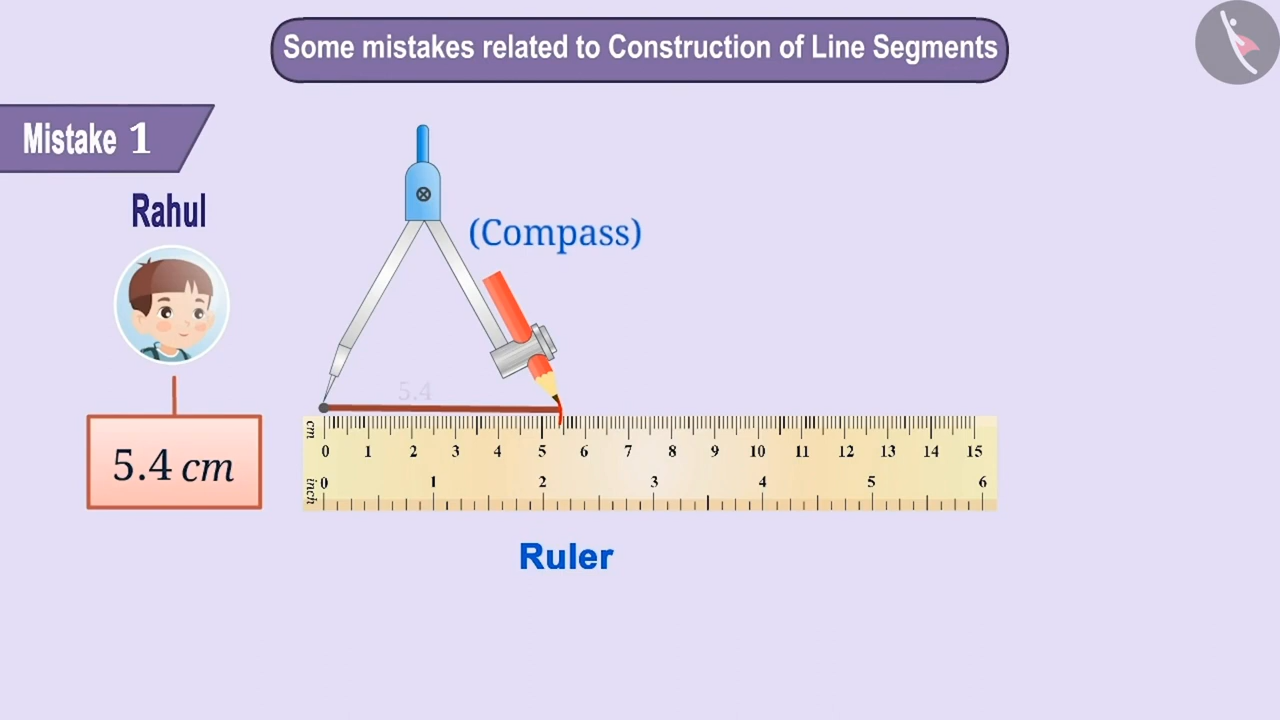 Some mistakes related to Construction of Line Segments
Mistake 1
Rahul
(Compass)
5.4
5.4 cm
cm
0 1 2 3 4 5 6 7 8 9 10 11 12 13 14 15
inch
0 1 2 3 4 5 6
Ruler